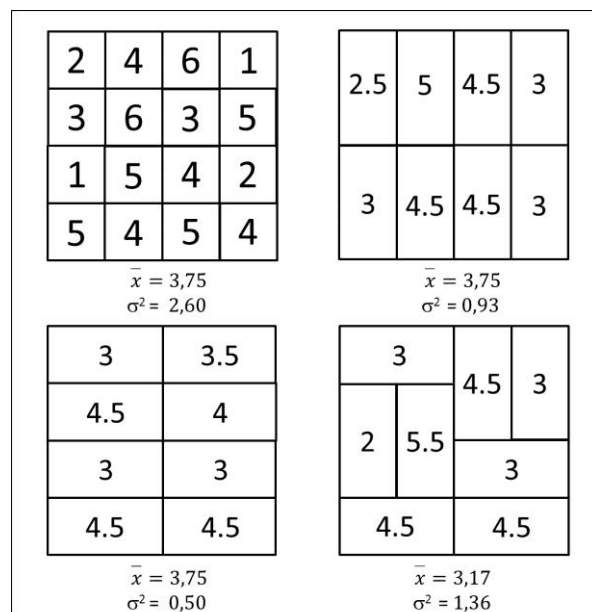 2 4 6 1
3 6 3 5
1 5 4 2
5 4 5 4
x̄ = 3,75
σ² = 2,60
2.5 5 4.5 3
3 4.5 4.5 3
x̄ = 3,75
σ² = 0,93
3 3.5
4.5 4
3 3
4.5 4.5
x̄ = 3,75
σ² = 0,50
3
4.5 3
2 5.5
3
4.5 4.5
x̄ = 3,17
σ² = 1,36